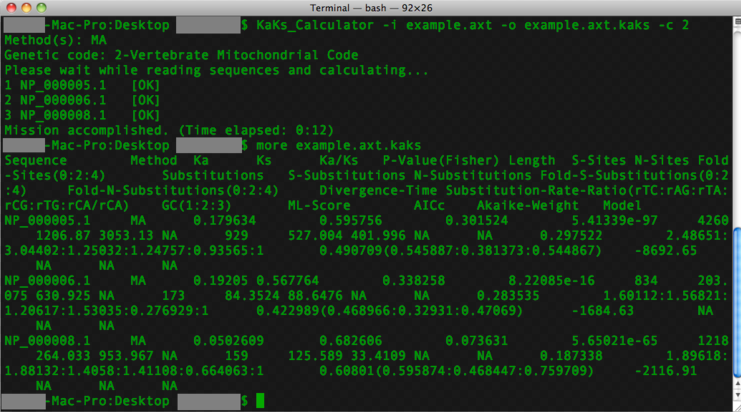 Terminal — bash — 92×26
-Mac-Pro:Desktop $ KaKs_Calculator -i example.axt -o example.axt.kaks -c 2
Method(s): MA
Genetic code: 2-Vertebrate Mitochondrial Code
Please wait while reading sequences and calculating...
1 NP_000005.1 [OK]
2 NP_000006.1 [OK]
3 NP_000008.1 [OK]
Mission accomplished. (Time elapsed: 0:12)
-Mac-Pro:Desktop $ more example.axt.kaks
Sequence Method Ka Ks Ka/Ks P-Value(Fisher) Length S-Sites N-Sites Fold
-Sites(0:2:4) Substitutions S-Substitutions N-Substitutions Fold-S-Substitutions(0:2
:4) Fold-N-Substitutions(0:2:4) Divergence-Time Substitution-Rate-Ratio(rTC:rAG:rTA:
rCG:rTG:rCA/rCA) GC(1:2:3) ML-Score AICc Akaike-Weight Model
NP_000005.1 MA 0.179634 0.595756 0.301524 5.41339e-97 4260
1206.87 3053.13 NA 929 527.004 401.996 NA NA 0.297522 2.48651:
3.04402:1.25032:1.24757:0.93565:1 0.490709(0.545887:0.381373:0.544867) -8692.65
NA NA NA
NP_000006.1 MA 0.19205 0.567764 0.338258 8.22085e-16 834 203.
075 630.925 NA 173 84.3524 88.6476 NA NA 0.283535 1.60112:1.56821:
1.20617:1.53035:0.276929:1 0.422989(0.468966:0.32931:0.47069) -1684.63 NA
NA NA
NP_000008.1 MA 0.0502609 0.682606 0.073631 5.65021e-65 1218
264.033 953.967 NA 159 125.589 33.4109 NA NA 0.187338 1.89618:
1.88132:1.4058:1.41108:0.664063:1 0.60801(0.595874:0.468447:0.759709) -2116.91
NA NA NA
-Mac-Pro:Desktop $